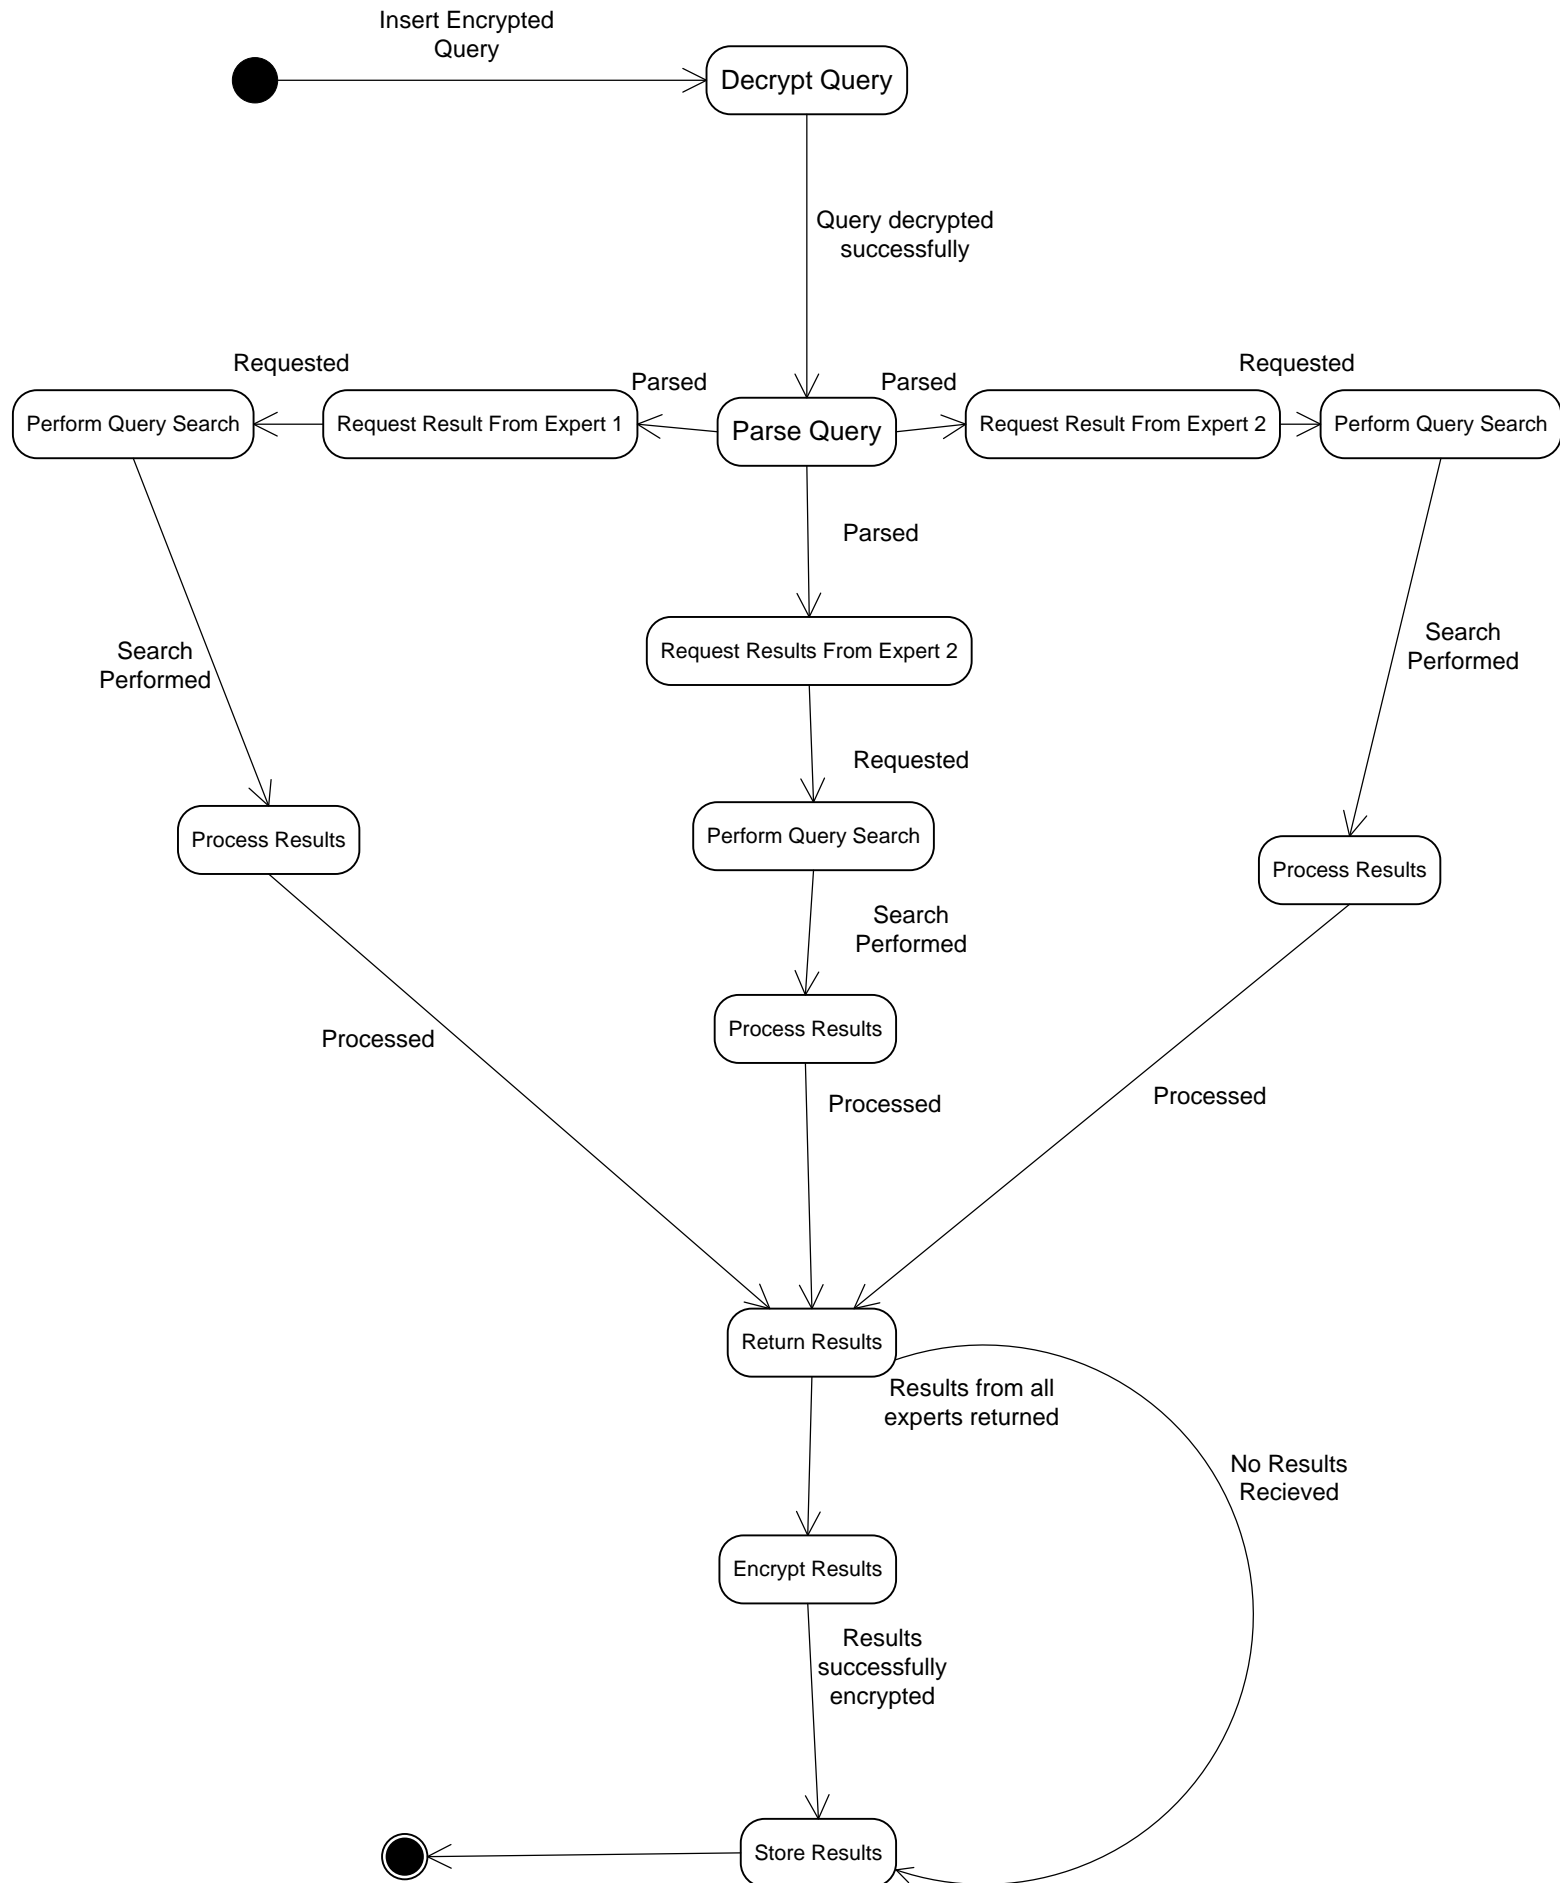 Insert Encrypted
Query
Decrypt Query
Query decrypted
successfully
Requested
Parsed
Parsed
Requested
Perform Query Search
Request Result From Expert 1
Parse Query
Request Result From Expert 2
Perform Query Search
Parsed
Request Results From Expert 2
Search
Performed
Search
Performed
Requested
Process Results
Perform Query Search
Process Results
Search
Performed
Process Results
Processed
Processed
Processed
Return Results
Results from all
experts returned
No Results
Recieved
Encrypt Results
Results
successfully
encrypted
Store Results